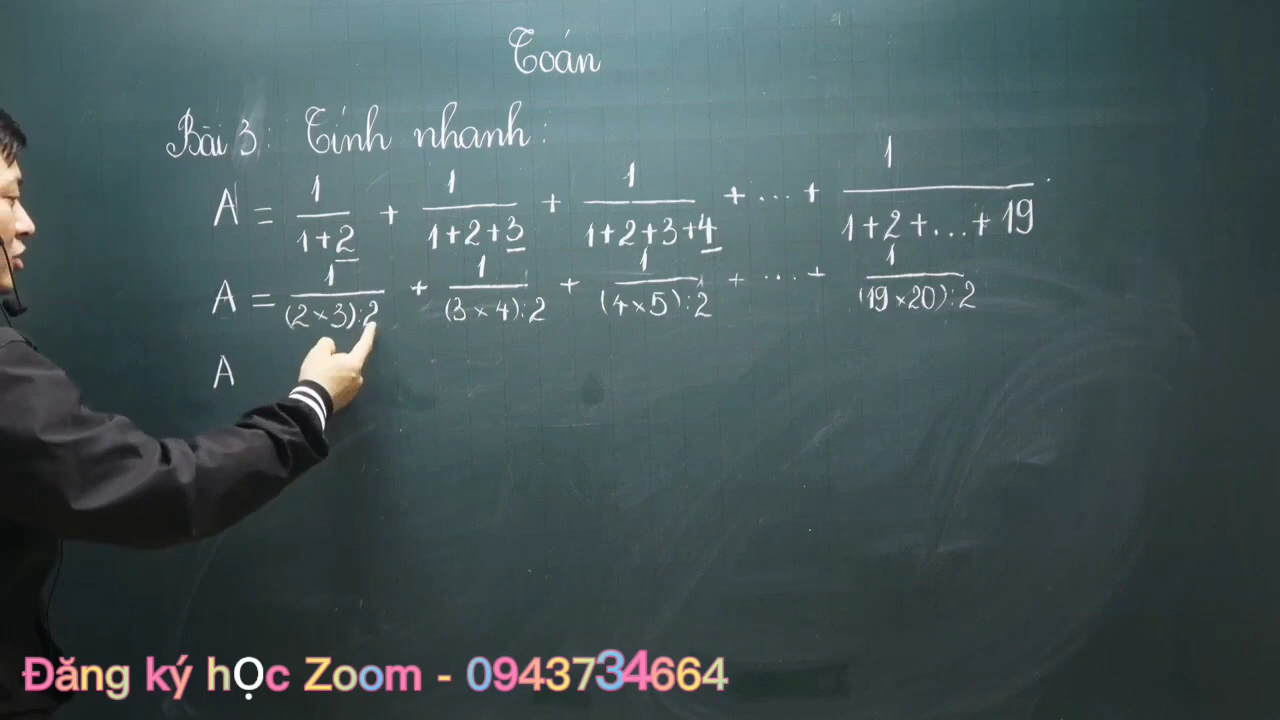 Toán
Bài 3: Tính nhanh:
A = 1/(1+2) + 1/(1+2+3) + 1/(1+2+3+4) + ... + 1/(1+2+...+19)
A = 1/((2×3):2) + 1/((3×4):2) + 1/((4×5):2) + ... + 1/((19×20):2)
A
Đăng ký hỌc Zoom - 0943734664